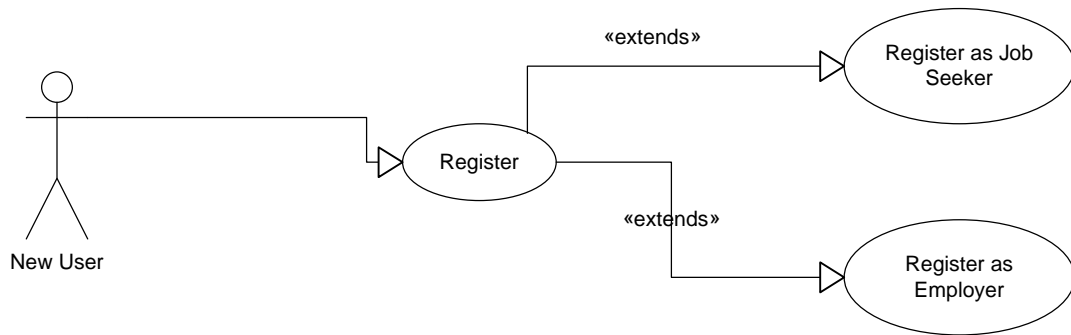 «extends»
Register as Job
Seeker
Register
«extends»
New User
Register as
Employer